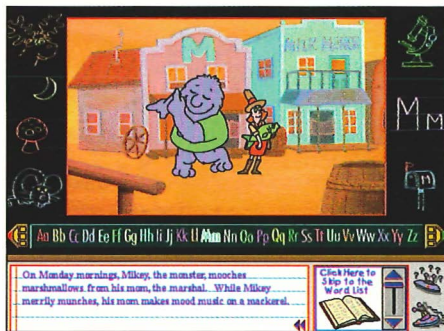 M
MILK MAIDS
M m
m
Aa Bb Cc Dd Ee Ff Gg Hh Ii Jj Kk Ll Mm Nn Oo Pp Qq Rr Ss Tt Uu Vv Ww Xx Yy Zz
On Monday mornings, Mikey, the monster, mooches
marshmallows from his mom, the marshal. While Mikey
merrily munches, his mom makes mood music on a mackerel.
Click Here to
Skip to the
Word List